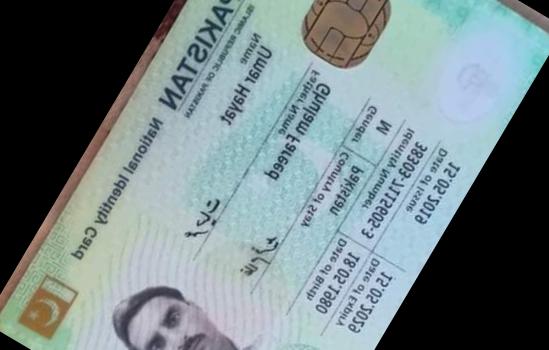 PAKISTAN National Identity Card
ISLAMIC REPUBLIC OF PAKISTAN
Name
Umar Hayat
Father Name
Ghulam Fareed
Gender
M
Country of Stay
Pakistan
Identity Number
38303-7115605-3
Date of Birth
18.05.1980
Date of Issue
15.05.2019
Date of Expiry
15.05.2029